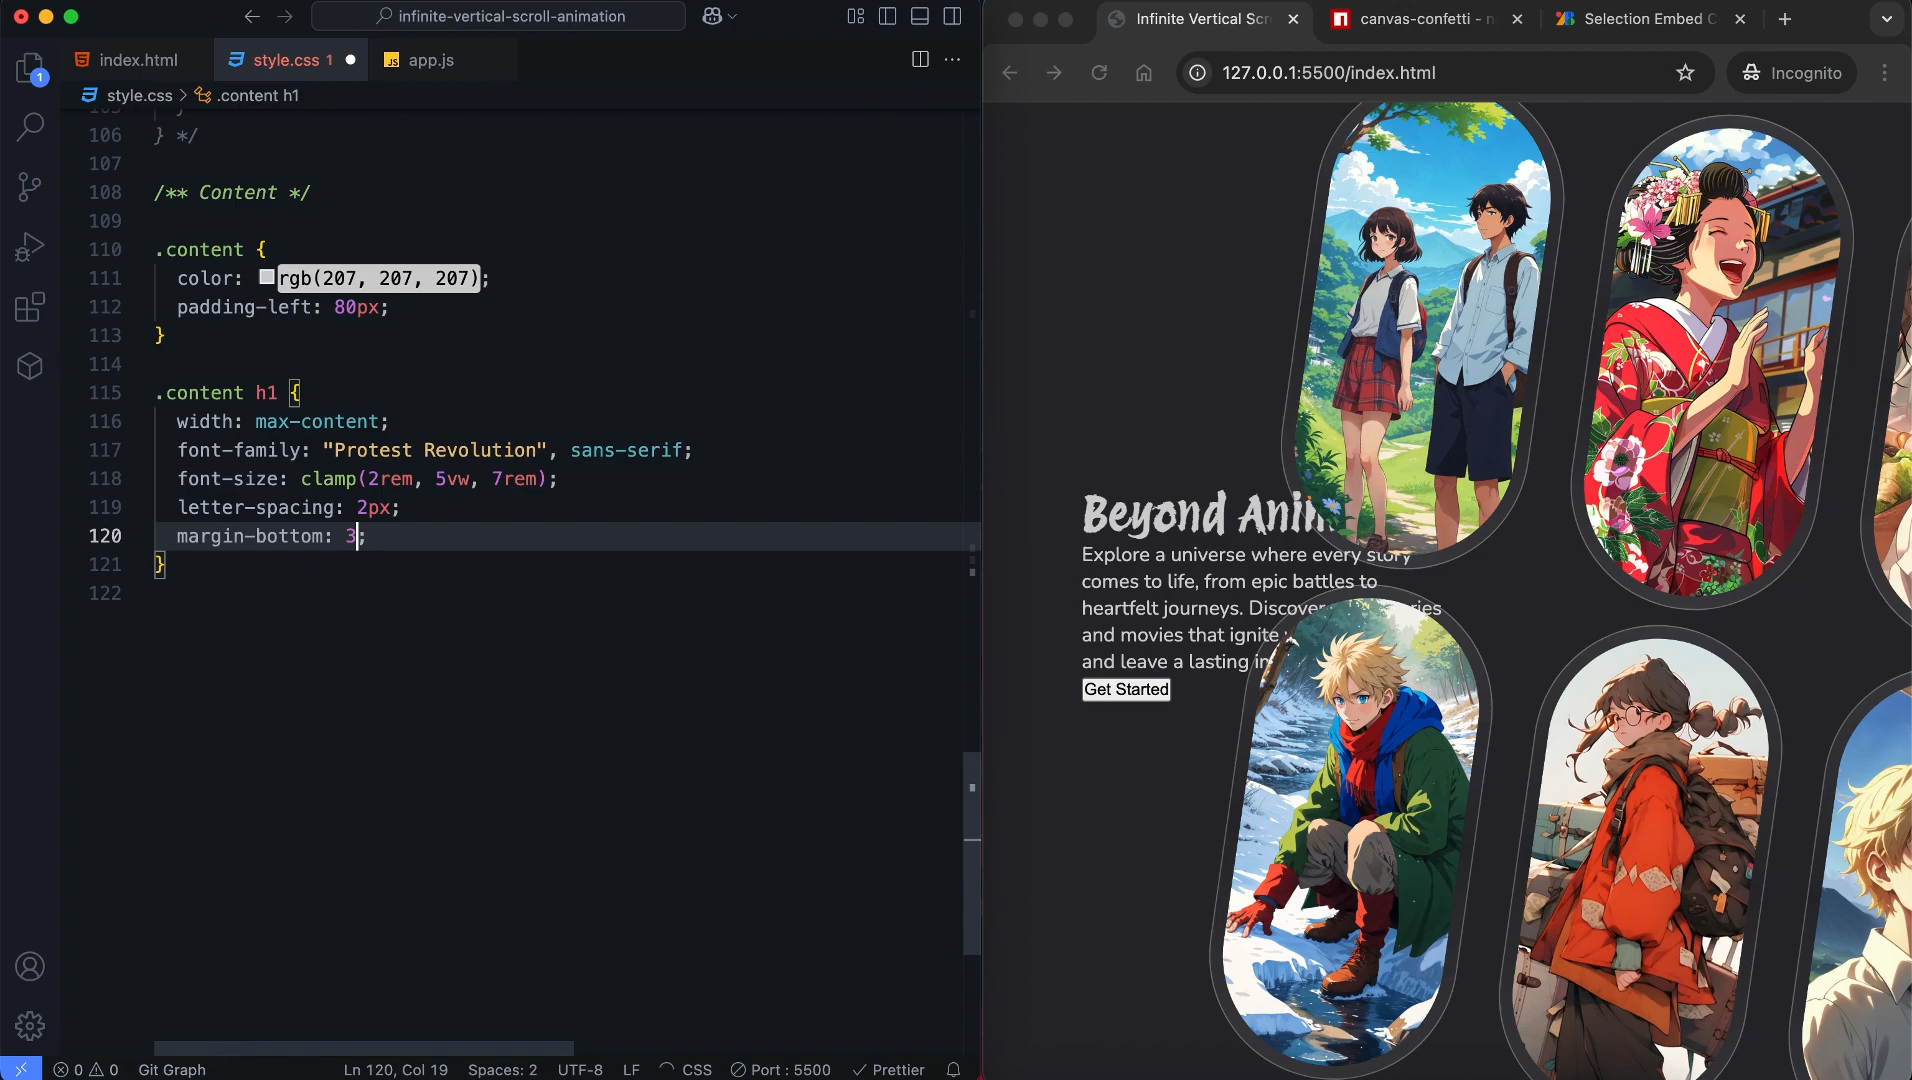 infinite-vertical-scroll-animation
index.html
style.css 1
app.js
style.css > .content h1
1
106 } */
107
108 /** Content */
109
110 .content {
111 color: rgb(207, 207, 207);
112 padding-left: 80px;
113 }
114
115 .content h1 {
116 width: max-content;
117 font-family: "Protest Revolution", sans-serif;
118 font-size: clamp(2rem, 5vw, 7rem);
119 letter-spacing: 2px;
120 margin-bottom: 3;
121 }
122
0 0 Git Graph Ln 120, Col 19 Spaces: 2 UTF-8 LF CSS Port : 5500 Prettier
Infinite Vertical Scr
canvas-confetti - n
Selection Embed C
127.0.0.1:5500/index.html
Incognito
Beyond Anim
Explore a universe where every story
comes to life, from epic battles to
heartfelt journeys. Discover
and movies that ignite
and leave a lasting
Get Started